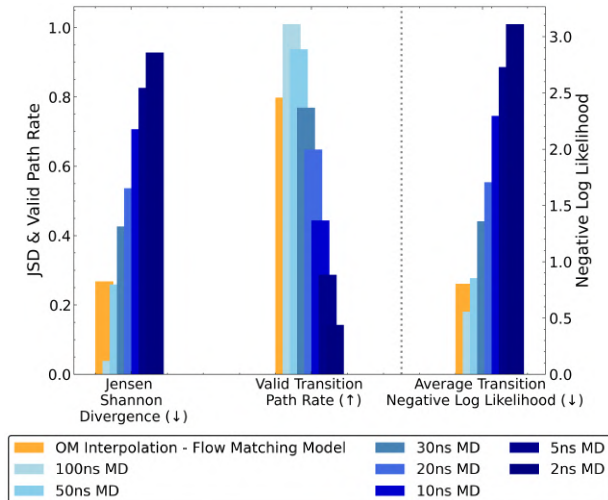 JSD & Valid Path Rate
1.0
0.8
0.6
0.4
0.2
0.0
Negative Log Likelihood
3.0
2.5
2.0
1.5
1.0
0.5
0.0
Jensen
Shannon
Divergence (↓)
Valid Transition
Path Rate (↑)
Average Transition
Negative Log Likelihood (↓)
OM Interpolation - Flow Matching Model
100ns MD
50ns MD
30ns MD
20ns MD
10ns MD
5ns MD
2ns MD